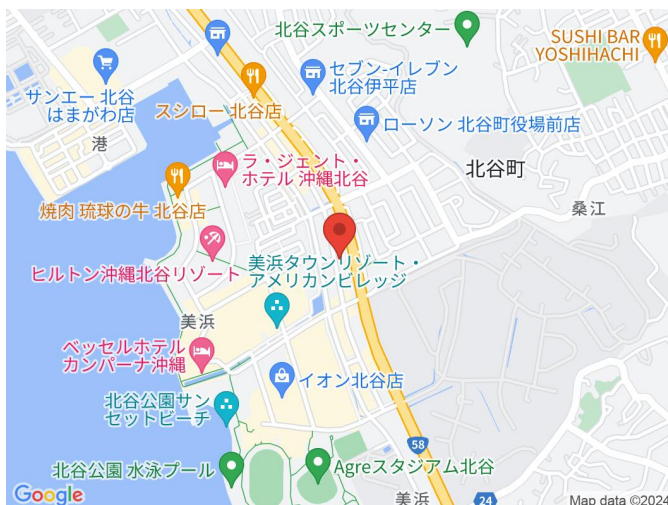 北谷スポーツセンター
SUSHI BAR
YOSHIHACHI
サンエー 北谷
はまがわ店
スシロー 北谷店
セブン-イレブン
北谷伊平店
ローソン 北谷町役場前店
港
ラ・ジェント・
ホテル 沖縄北谷
北谷町
焼肉 琉球の牛 北谷店
桑江
ヒルトン沖縄北谷リゾート
美浜タウンリゾート・
アメリカンビレッジ
美浜
ベッセルホテル
カンパーナ沖縄
イオン北谷店
北谷公園サン
セットビーチ
58
北谷公園 水泳プール
Agreスタジアム北谷
Google
美浜
24
Map data ©2024